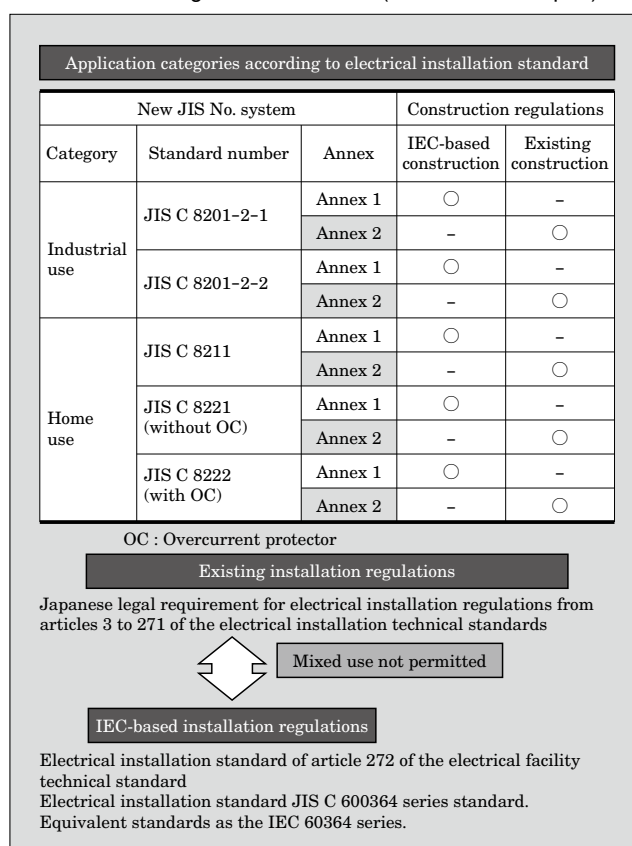 Application categories according to electrical installation standard
New JIS No. system Construction regulations
Category Standard number Annex IEC-based construction Existing construction
Industrial use JIS C 8201-2-1 Annex 1 ○ –
Annex 2 – ○
JIS C 8201-2-2 Annex 1 ○ –
Annex 2 – ○
Home use JIS C 8211 Annex 1 ○ –
Annex 2 – ○
JIS C 8221 (without OC) Annex 1 ○ –
Annex 2 – ○
JIS C 8222 (with OC) Annex 1 ○ –
Annex 2 – ○
OC : Overcurrent protector
Existing installation regulations
Japanese legal requirement for electrical installation regulations from
articles 3 to 271 of the electrical installation technical standards
Mixed use not permitted
IEC-based installation regulations
Electrical installation standard of article 272 of the electrical facility
technical standard
Electrical installation standard JIS C 600364 series standard.
Equivalent standards as the IEC 60364 series.